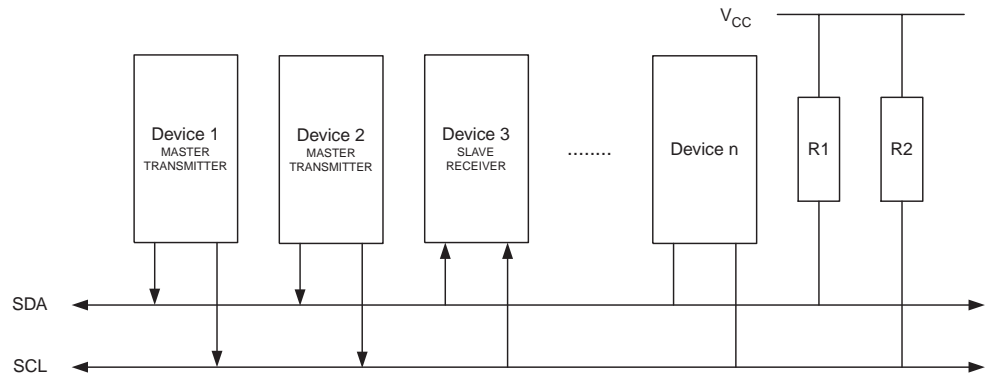 VCC
Device 1
MASTER
TRANSMITTER
Device 2
MASTER
TRANSMITTER
Device 3
SLAVE
RECEIVER
........
Device n
R1
R2
SDA
SCL